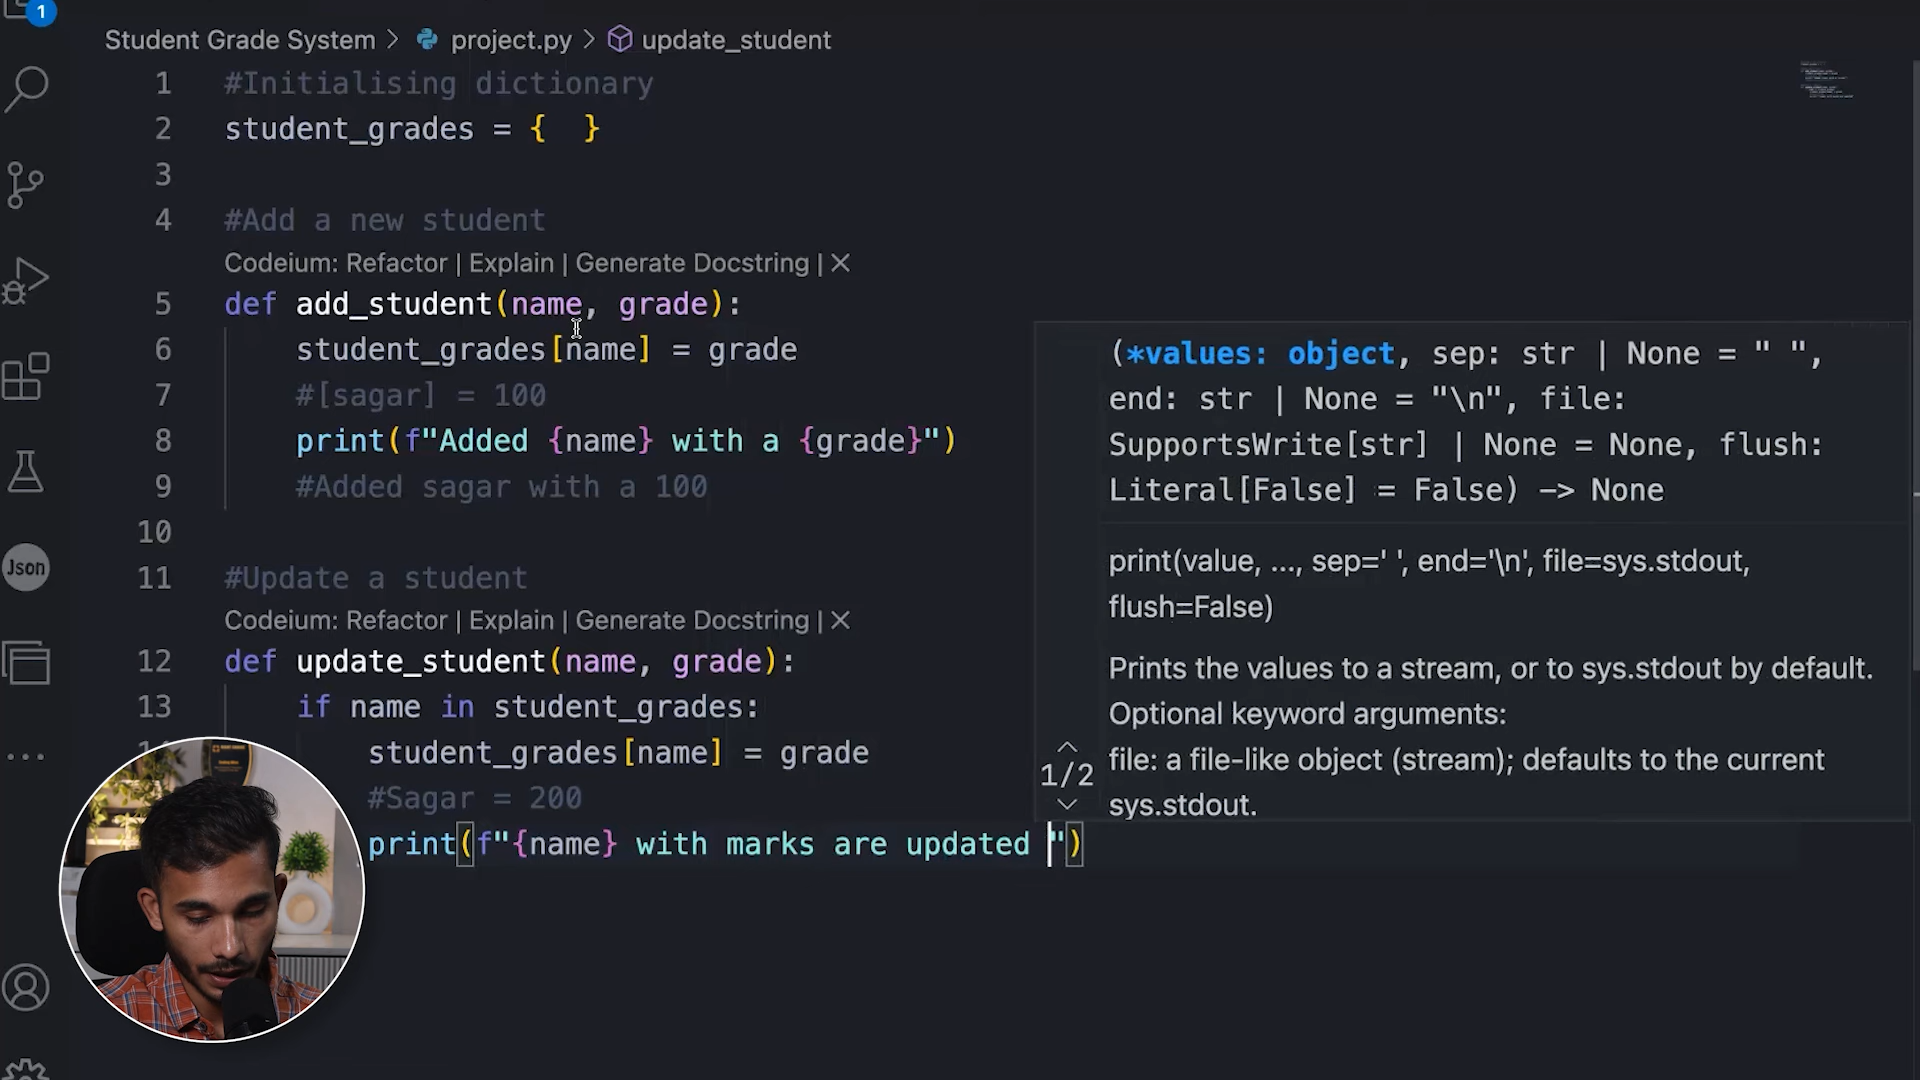 1
Student Grade System > project.py > update_student
1 #Initialising dictionary
2 student_grades = {  }
3
4 #Add a new student
Codeium: Refactor | Explain | Generate Docstring | ×
5 def add_student(name, grade):
6 student_grades[name] = grade
7 #[sagar] = 100
8 print(f"Added {name} with a {grade}")
9 #Added sagar with a 100
10
11 #Update a student
Codeium: Refactor | Explain | Generate Docstring | ×
12 def update_student(name, grade):
13 if name in student_grades:
student_grades[name] = grade
#Sagar = 200
print(f"{name} with marks are updated ")
Json
(*values: object, sep: str | None = " ",
end: str | None = "\n", file:
SupportsWrite[str] | None = None, flush:
Literal[False] = False) -> None
print(value, ..., sep=' ', end='\n', file=sys.stdout,
flush=False)
Prints the values to a stream, or to sys.stdout by default.
Optional keyword arguments:
file: a file-like object (stream); defaults to the current
sys.stdout.
1/2